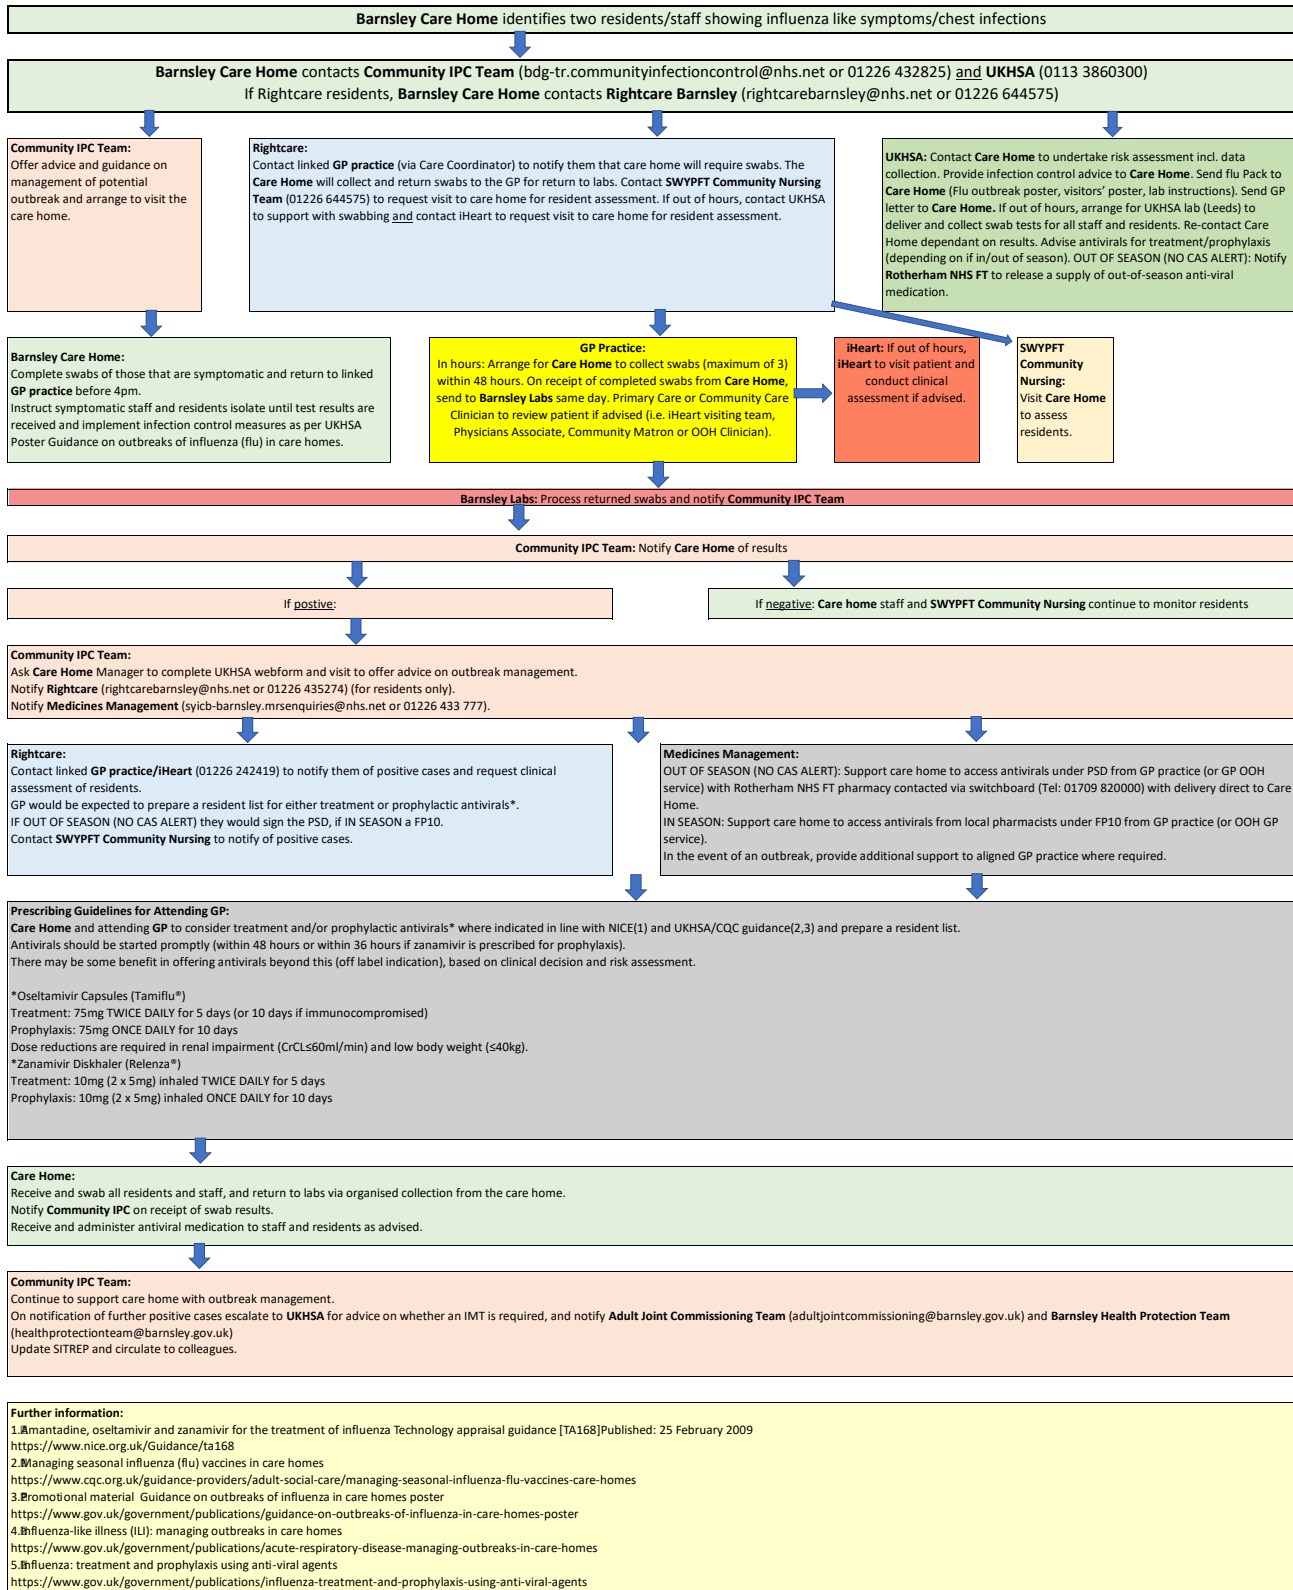 Barnsley Care Home identifies two residents/staff showing influenza like symptoms/chest infections
Barnsley Care Home contacts Community IPC Team (bdg-tr.communityinfectioncontrol@nhs.net or 01226 432825) and UKHSA (0113 3860300)
If Rightcare residents, Barnsley Care Home contacts Rightcare Barnsley (rightcarebarnsley@nhs.net or 01226 644575)
Community IPC Team:
Offer advice and guidance on
management of potential
outbreak and arrange to visit the
care home.
Rightcare:
Contact linked GP practice (via Care Coordinator) to notify them that care home will require swabs. The
Care Home will collect and return swabs to the GP for return to labs. Contact SWYPFT Community Nursing
Team (01226 644575) to request visit to care home for resident assessment. If out of hours, contact UKHSA
to support with swabbing and contact iHeart to request visit to care home for resident assessment.
UKHSA: Contact Care Home to undertake risk assessment incl. data
collection. Provide infection control advice to Care Home. Send flu Pack to
Care Home (Flu outbreak poster, visitors' poster, lab instructions). Send GP
letter to Care Home. If out of hours, arrange for UKHSA lab (Leeds) to
deliver and collect swab tests for all staff and residents. Re-contact Care
Home dependant on results. Advise antivirals for treatment/prophylaxis
(depending on if in/out of season). OUT OF SEASON (NO CAS ALERT): Notify
Rotherham NHS FT to release a supply of out-of-season anti-viral
medication.
Barnsley Care Home:
Complete swabs of those that are symptomatic and return to linked
GP practice before 4pm.
Instruct symptomatic staff and residents isolate until test results are
received and implement infection control measures as per UKHSA
Poster Guidance on outbreaks of influenza (flu) in care homes.
GP Practice:
In hours: Arrange for Care Home to collect swabs (maximum of 3)
within 48 hours. On receipt of completed swabs from Care Home,
send to Barnsley Labs same day. Primary Care or Community Care
Clinician to review patient if advised (i.e. iHeart visiting team,
Physicians Associate, Community Matron or OOH Clinician).
iHeart: If out of hours,
iHeart to visit patient and
conduct clinical
assessment if advised.
SWYPFT
Community
Nursing:
Visit Care Home
to assess
residents.
Barnsley Labs: Process returned swabs and notify Community IPC Team
Community IPC Team: Notify Care Home of results
If postive:
If negative: Care home staff and SWYPFT Community Nursing continue to monitor residents
Community IPC Team:
Ask Care Home Manager to complete UKHSA webform and visit to offer advice on outbreak management.
Notify Rightcare (rightcarebarnsley@nhs.net or 01226 435274) (for residents only).
Notify Medicines Management (syicb-barnsley.mrsenquiries@nhs.net or 01226 433 777).
Rightcare:
Contact linked GP practice/iHeart (01226 242419) to notify them of positive cases and request clinical
assessment of residents.
GP would be expected to prepare a resident list for either treatment or prophylactic antivirals*.
IF OUT OF SEASON (NO CAS ALERT) they would sign the PSD, if IN SEASON a FP10.
Contact SWYPFT Community Nursing to notify of positive cases.
Medicines Management:
OUT OF SEASON (NO CAS ALERT): Support care home to access antivirals under PSD from GP practice (or GP OOH
service) with Rotherham NHS FT pharmacy contacted via switchboard (Tel: 01709 820000) with delivery direct to Care
Home.
IN SEASON: Support care home to access antivirals from local pharmacists under FP10 from GP practice (or OOH GP
service).
In the event of an outbreak, provide additional support to aligned GP practice where required.
Prescribing Guidelines for Attending GP:
Care Home and attending GP to consider treatment and/or prophylactic antivirals* where indicated in line with NICE(1) and UKHSA/CQC guidance(2,3) and prepare a resident list.
Antivirals should be started promptly (within 48 hours or within 36 hours if zanamivir is prescribed for prophylaxis).
There may be some benefit in offering antivirals beyond this (off label indication), based on clinical decision and risk assessment.
*Oseltamivir Capsules (Tamiflu®)
Treatment: 75mg TWICE DAILY for 5 days (or 10 days if immunocompromised)
Prophylaxis: 75mg ONCE DAILY for 10 days
Dose reductions are required in renal impairment (CrCL≤60ml/min) and low body weight (≤40kg).
*Zanamivir Diskhaler (Relenza®)
Treatment: 10mg (2 x 5mg) inhaled TWICE DAILY for 5 days
Prophylaxis: 10mg (2 x 5mg) inhaled ONCE DAILY for 10 days
Care Home:
Receive and swab all residents and staff, and return to labs via organised collection from the care home.
Notify Community IPC on receipt of swab results.
Receive and administer antiviral medication to staff and residents as advised.
Community IPC Team:
Continue to support care home with outbreak management.
On notification of further positive cases escalate to UKHSA for advice on whether an IMT is required, and notify Adult Joint Commissioning Team (adultjointcommissioning@barnsley.gov.uk) and Barnsley Health Protection Team
(healthprotectionteam@barnsley.gov.uk)
Update SITREP and circulate to colleagues.
Further information:
1. Amantadine, oseltamivir and zanamivir for the treatment of influenza Technology appraisal guidance [TA168]Published: 25 February 2009
https://www.nice.org.uk/Guidance/ta168
2. Managing seasonal influenza (flu) vaccines in care homes
https://www.cqc.org.uk/guidance-providers/adult-social-care/managing-seasonal-influenza-flu-vaccines-care-homes
3. Promotional material Guidance on outbreaks of influenza in care homes poster
https://www.gov.uk/government/publications/guidance-on-outbreaks-of-influenza-in-care-homes-poster
4. Influenza-like illness (ILI): managing outbreaks in care homes
https://www.gov.uk/government/publications/acute-respiratory-disease-managing-outbreaks-in-care-homes
5. Influenza: treatment and prophylaxis using anti-viral agents
https://www.gov.uk/government/publications/influenza-treatment-and-prophylaxis-using-anti-viral-agents